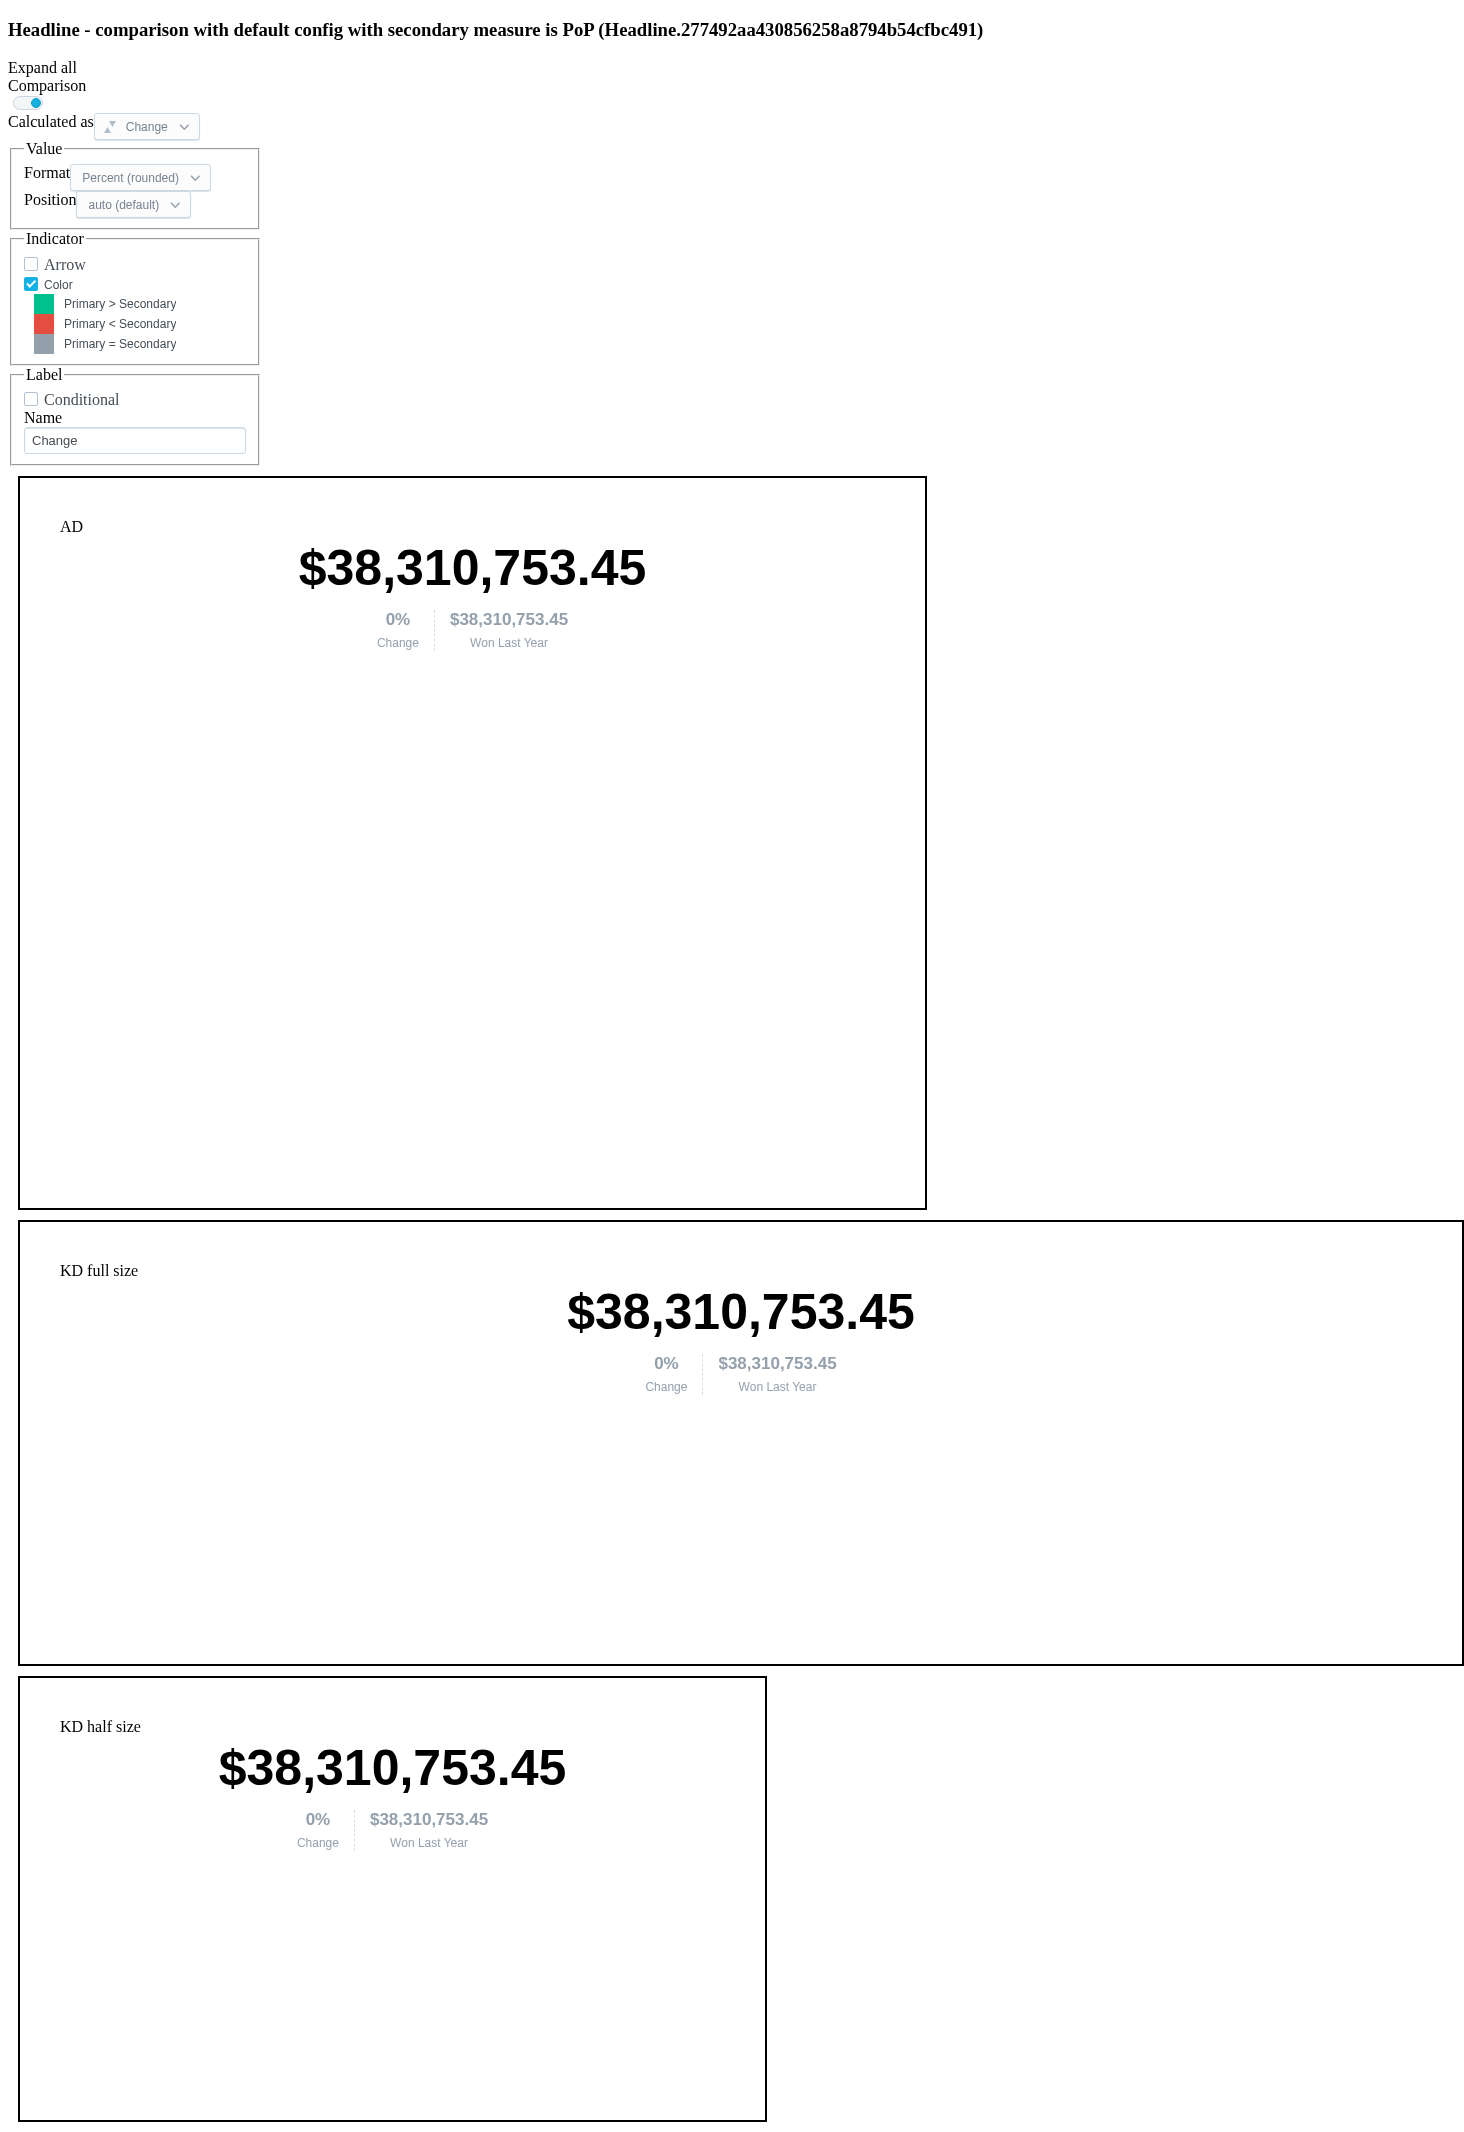 Headline - comparison with default config with secondary measure is PoP (Headline.277492aa430856258a8794b54cfbc491)
Expand all
Comparison
Calculated as Change
Value
Format Percent (rounded)
Position auto (default)
Indicator
Arrow
Color
Primary > Secondary
Primary < Secondary
Primary = Secondary
Label
Conditional
Name
Change
AD
$38,310,753.45
0% $38,310,753.45
Change Won Last Year
KD full size
$38,310,753.45
0% $38,310,753.45
Change Won Last Year
KD half size
$38,310,753.45
0% $38,310,753.45
Change Won Last Year